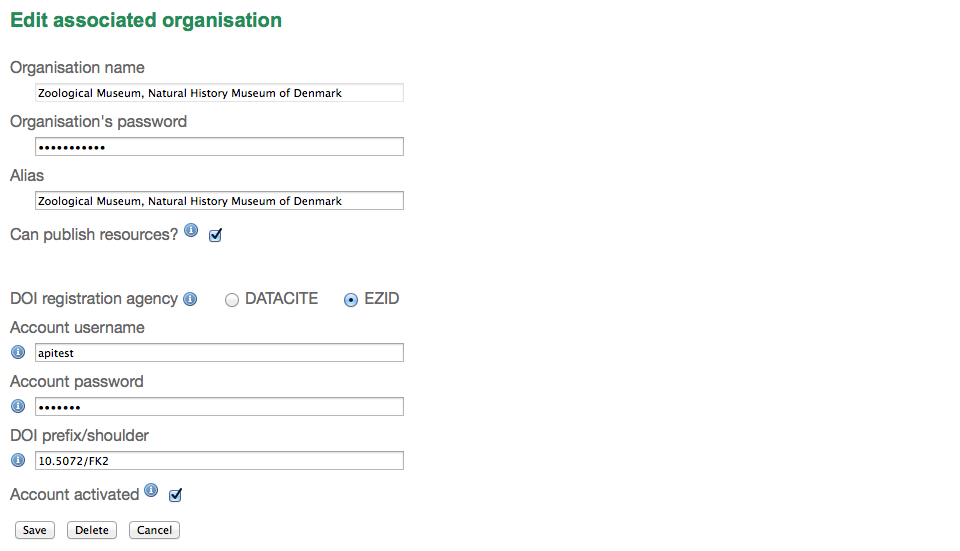 Edit associated organisation
Organisation name
Zoological Museum, Natural History Museum of Denmark
Organisation's password
•••••••••••
Alias
Zoological Museum, Natural History Museum of Denmark
Can publish resources?
DOI registration agency DATACITE EZID
Account username
apitest
Account password
•••••••
DOI prefix/shoulder
10.5072/FK2
Account activated
Save Delete Cancel